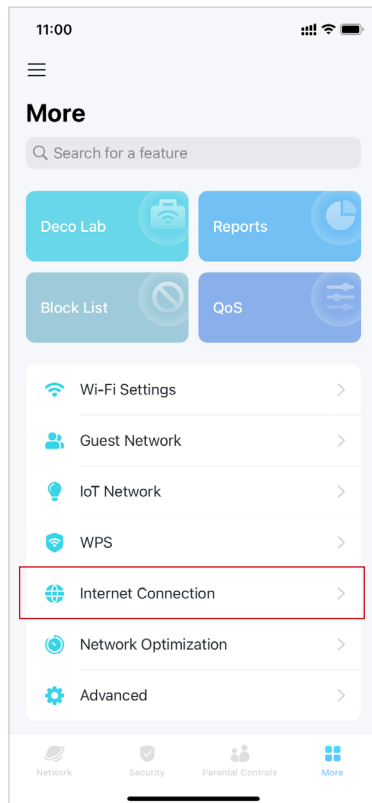 11:00
More
Search for a feature
Deco Lab
Reports
Block List
QoS
Wi-Fi Settings
Guest Network
IoT Network
WPS
Internet Connection
Network Optimization
Advanced
Network
Security
Parental Controls
More